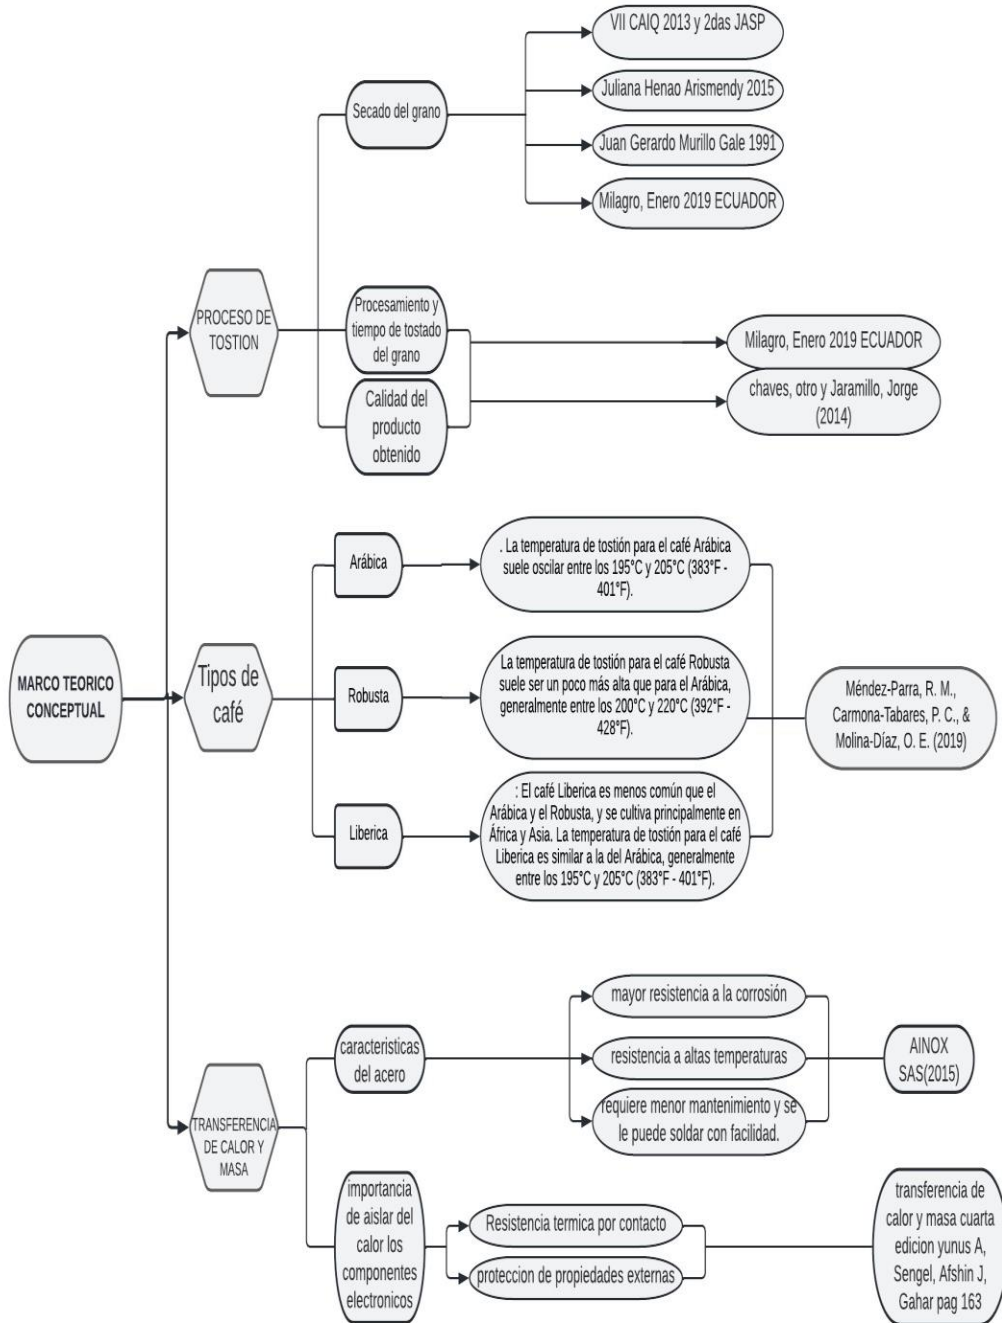 VII CAIQ 2013 y 2das JASP
Secado del grano
Juliana Henao Arismendy 2015
Juan Gerardo Murillo Gale 1991
Milagro, Enero 2019 ECUADOR
PROCESO DE
TOSTION
Procesamiento y
tiempo de tostado
del grano
Milagro, Enero 2019 ECUADOR
Calidad del
producto
obtenido
chaves, otro y Jaramillo, Jorge
(2014)
MARCO TEORICO
CONCEPTUAL
Tipos de
café
Arábica
. La temperatura de tostión para el café Arábica
suele oscilar entre los 195°C y 205°C (383°F -
401°F).
Robusta
La temperatura de tostión para el café Robusta
suele ser un poco más alta que para el Arábica,
generalmente entre los 200°C y 220°C (392°F -
428°F).
Liberica
: El café Liberica es menos común que el
Arábica y el Robusta, y se cultiva principalmente en
África y Asia. La temperatura de tostión para el café
Liberica es similar a la del Arábica, generalmente
entre los 195°C y 205°C (383°F - 401°F).
Méndez-Parra, R. M.,
Carmona-Tabares, P. C., &
Molina-Díaz, O. E. (2019)
TRANSFERENCIA
DE CALOR Y
MASA
caracteristicas
del acero
mayor resistencia a la corrosión
resistencia a altas temperaturas
requiere menor mantenimiento y se
le puede soldar con facilidad.
AINOX
SAS(2015)
importancia
de aislar del
calor los
componentes
electronicos
Resistencia termica por contacto
proteccion de propiedades externas
transferencia de
calor y masa cuarta
edicion yunus A,
Sengel, Afshin J,
Gahar pag 163